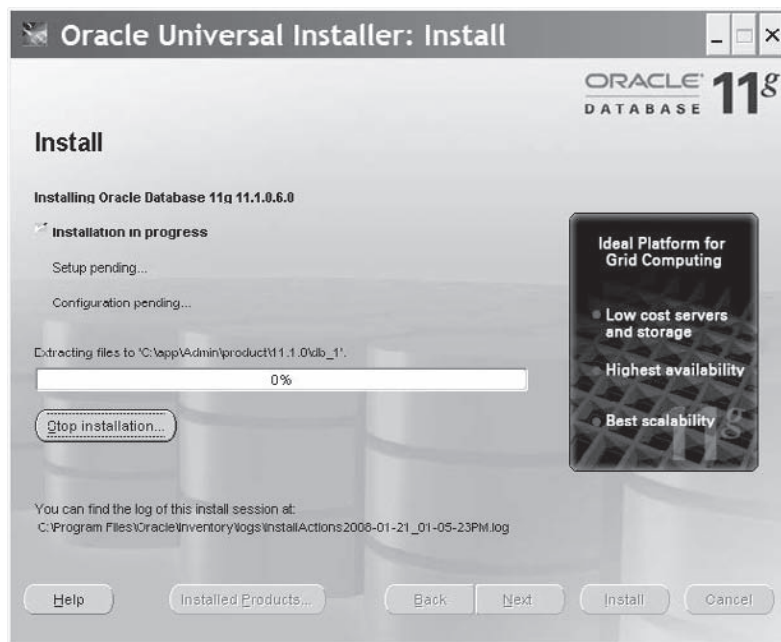 Oracle Universal Installer: Install
ORACLE
DATABASE 11g
Install
Installing Oracle Database 11g 11.1.0.6.0
Installation in progress
Setup pending...
Configuration pending...
Extracting files to 'C:\app\Admin\product\11.1.0\db_1'.
0%
Stop installation...
Ideal Platform for
Grid Computing
Low cost servers
and storage
Highest availability
Best scalability
11g
You can find the log of this install session at:
C:\Program Files\Oracle\Inventory\logs\installActions2008-01-21_01-05-23PM.log
Help
Installed Products...
Back
Next
Install
Cancel